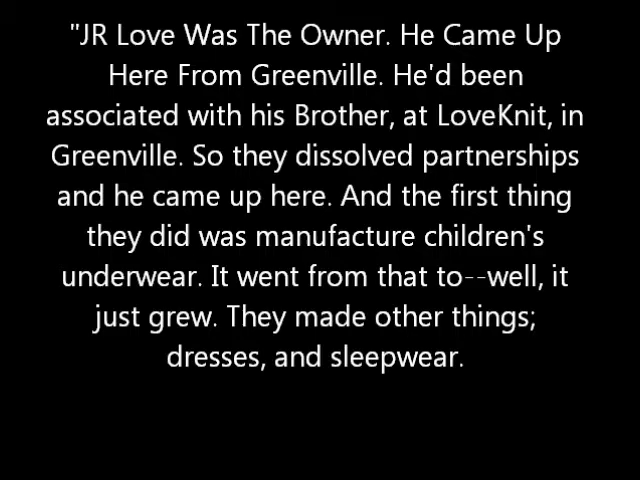 "JR Love Was The Owner. He Came Up
Here From Greenville. He'd been
associated with his Brother, at LoveKnit, in
Greenville. So they dissolved partnerships
and he came up here. And the first thing
they did was manufacture children's
underwear. It went from that to--well, it
just grew. They made other things;
dresses, and sleepwear.